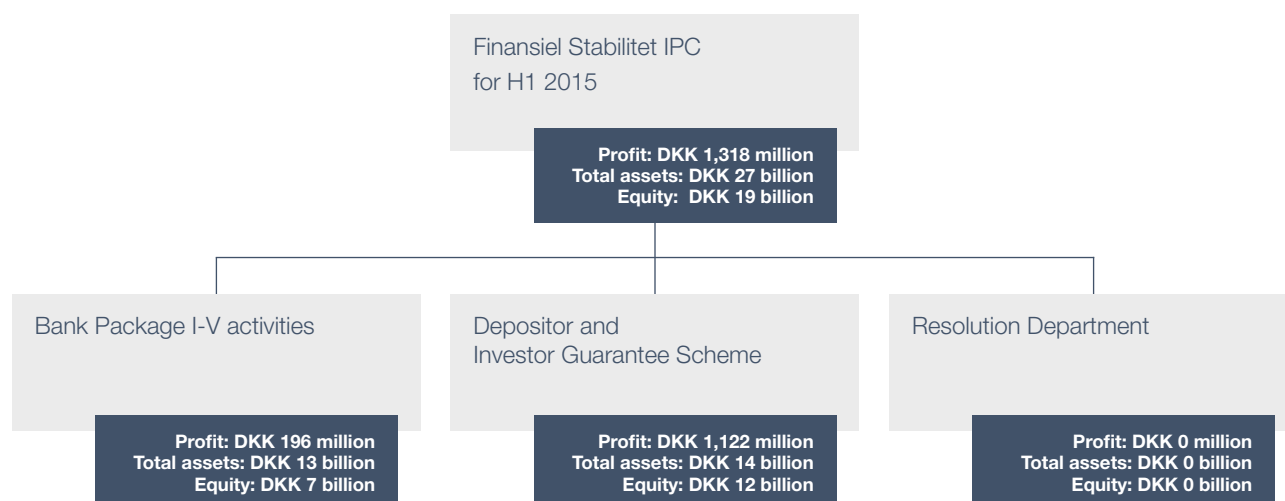 Finansiel Stabilitet IPC
for H1 2015
Profit: DKK 1,318 million
Total assets: DKK 27 billion
Equity: DKK 19 billion
Bank Package I-V activities
Profit: DKK 196 million
Total assets: DKK 13 billion
Equity: DKK 7 billion
Depositor and
Investor Guarantee Scheme
Profit: DKK 1,122 million
Total assets: DKK 14 billion
Equity: DKK 12 billion
Resolution Department
Profit: DKK 0 million
Total assets: DKK 0 billion
Equity: DKK 0 billion